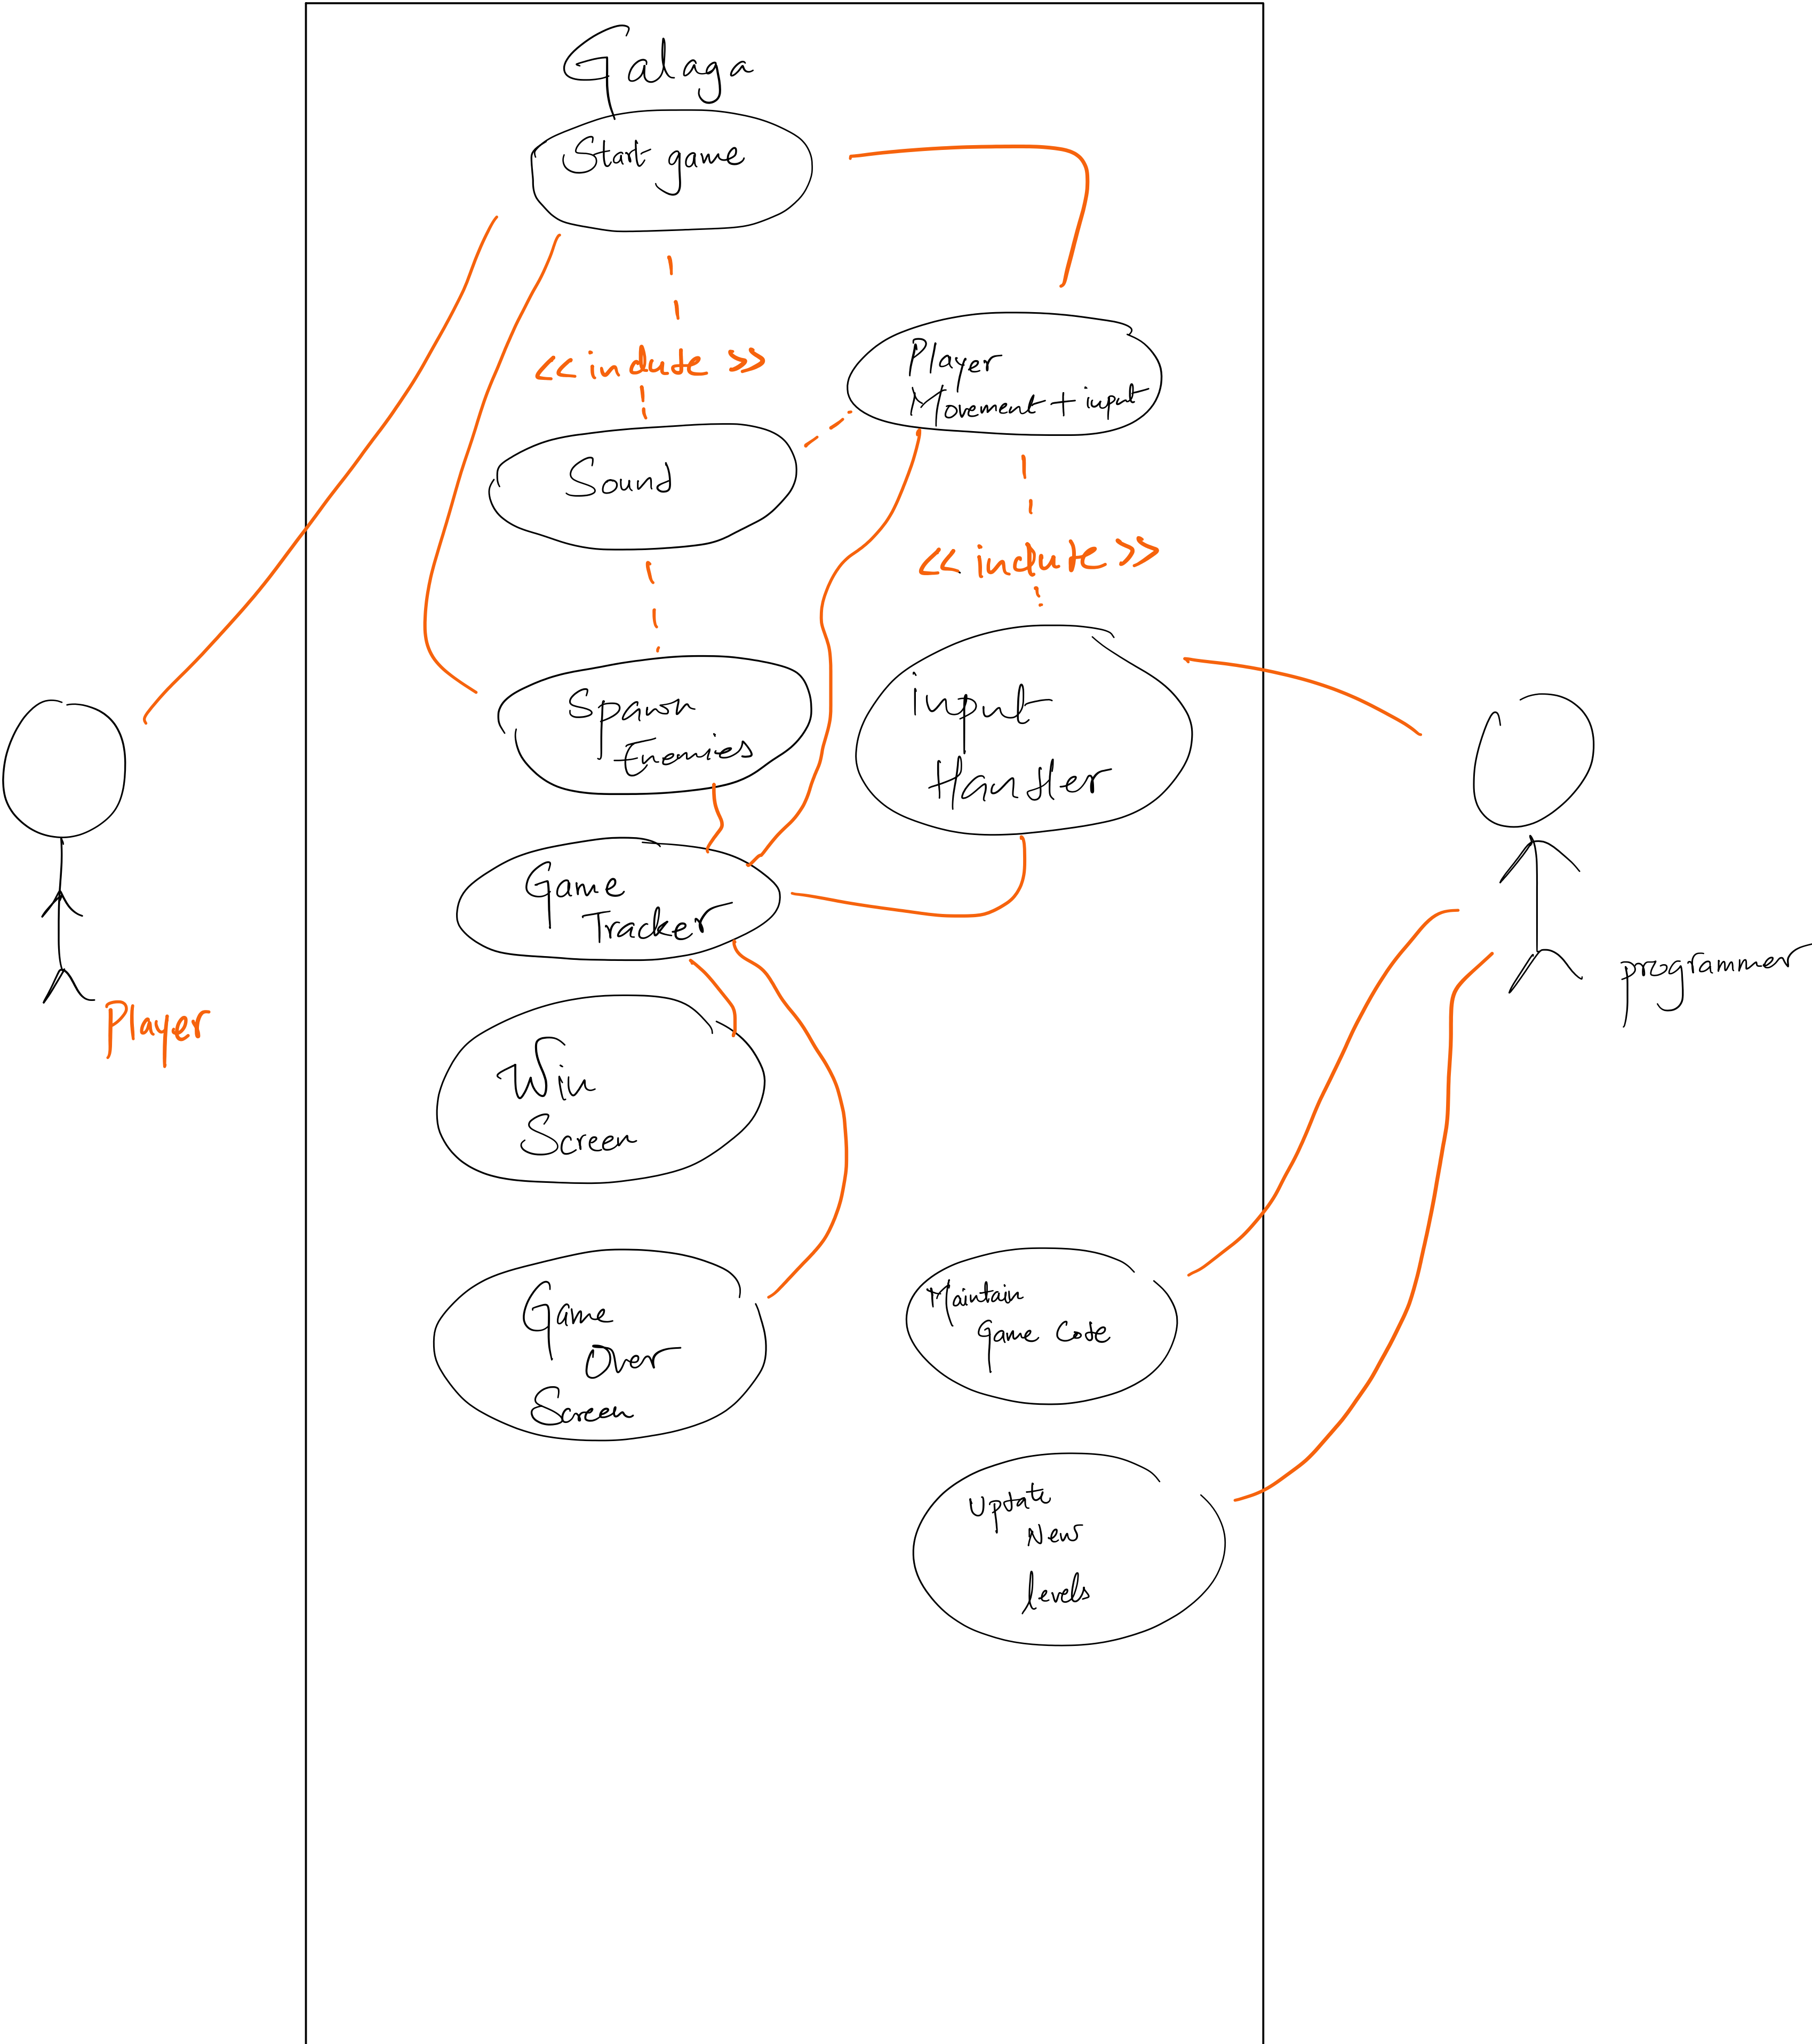 Galaga
Start game
<< include >>
Player
Movement + input
Sound
<< include >>
Spawn
Enemies
input
Handler
Game
Tracker
Player
programmer
Win
Screen
Game
Over
Screen
Maintain
Game Code
Update
New
levels